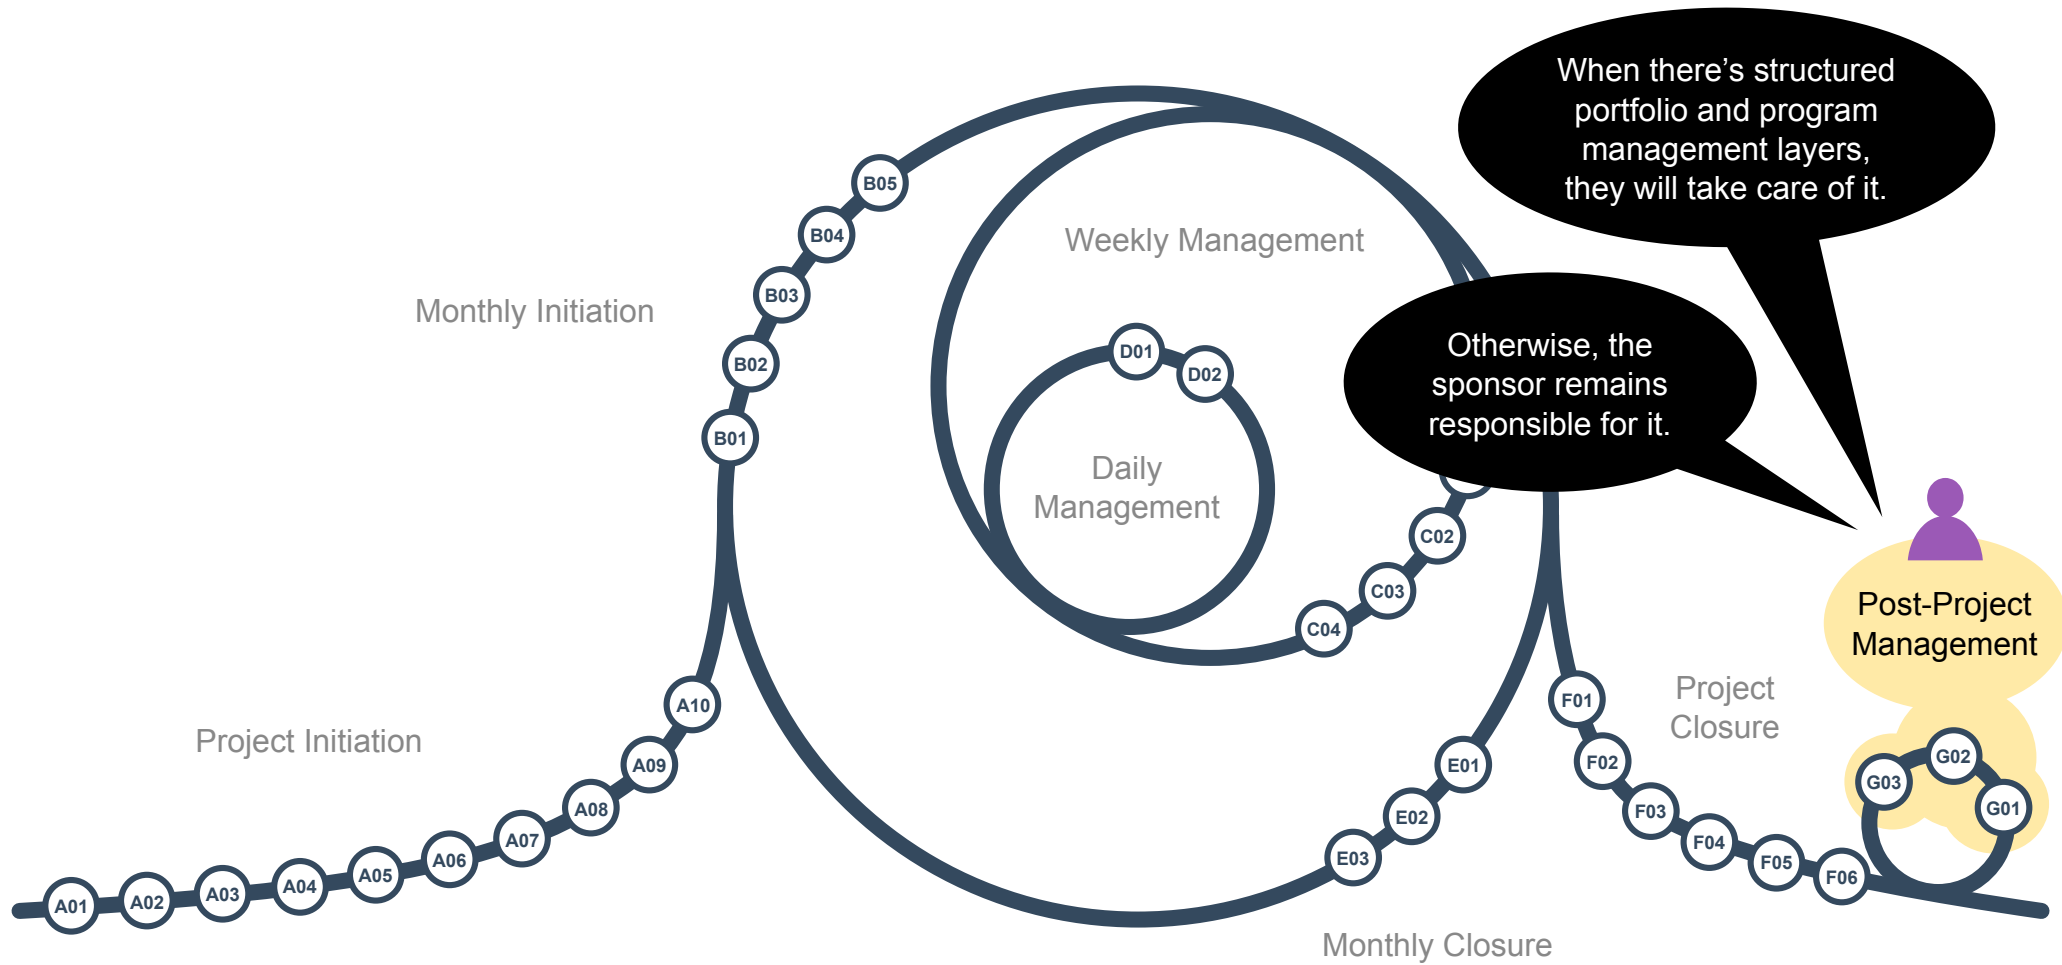 When there’s structured
portfolio and program
management layers,
they will take care of it.
Otherwise, the
sponsor remains
responsible for it.
Weekly Management
Monthly Initiation
Daily
Management
Post-Project
Management
Project
Closure
Project Initiation
Monthly Closure
A01
A02
A03
A04
A05
A06
A07
A08
A09
A10
B01
B02
B03
B04
B05
D01
D02
C02
C03
C04
E01
E02
E03
F01
F02
F03
F04
F05
F06
G01
G02
G03